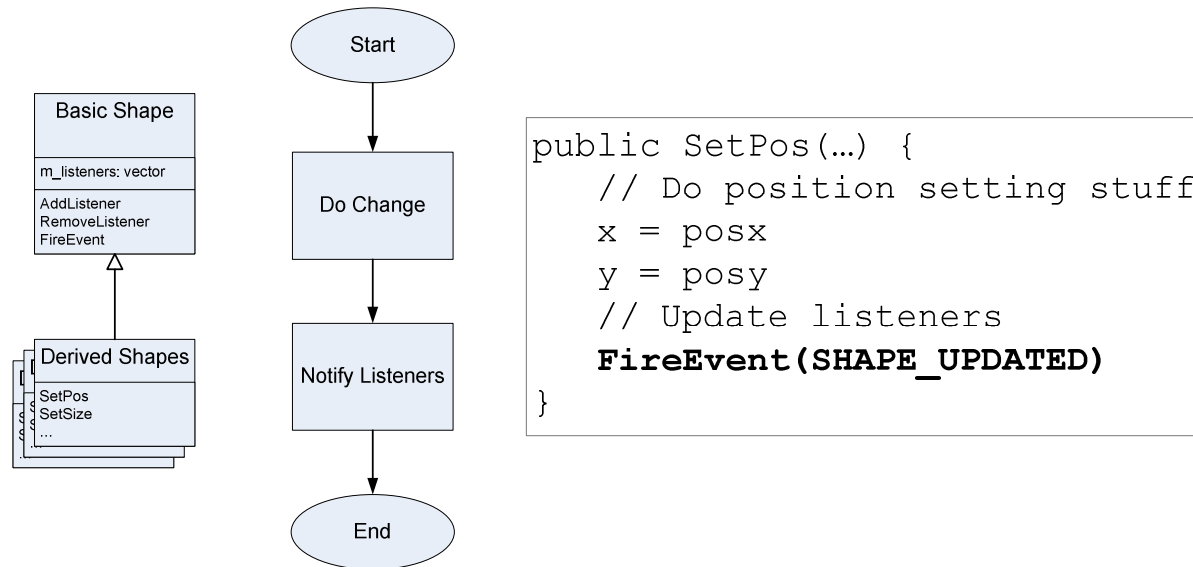 Basic Shape
m_listeners: vector
AddListener
RemoveListener
FireEvent
Derived Shapes
SetPos
SetSize
...
Start
Do Change
Notify Listeners
End
public SetPos(…) {
// Do position setting stuff
x = posx
y = posy
// Update listeners
FireEvent(SHAPE_UPDATED)
}